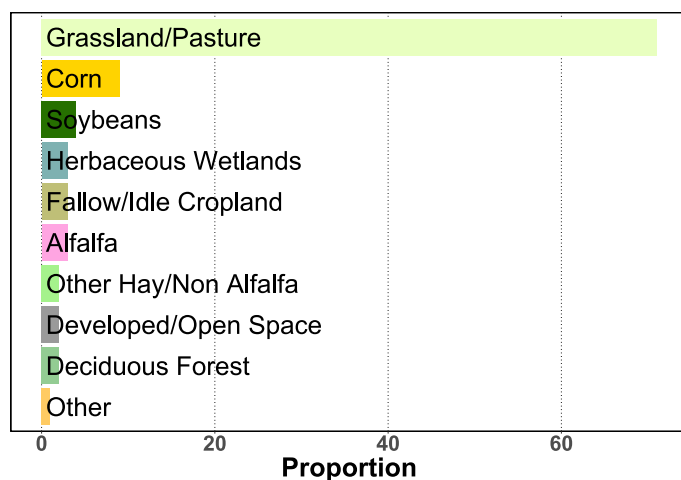 Grassland/Pasture
Corn
Soybeans
Herbaceous Wetlands
Fallow/Idle Cropland
Alfalfa
Other Hay/Non Alfalfa
Developed/Open Space
Deciduous Forest
Other
0 20 40 60
Proportion